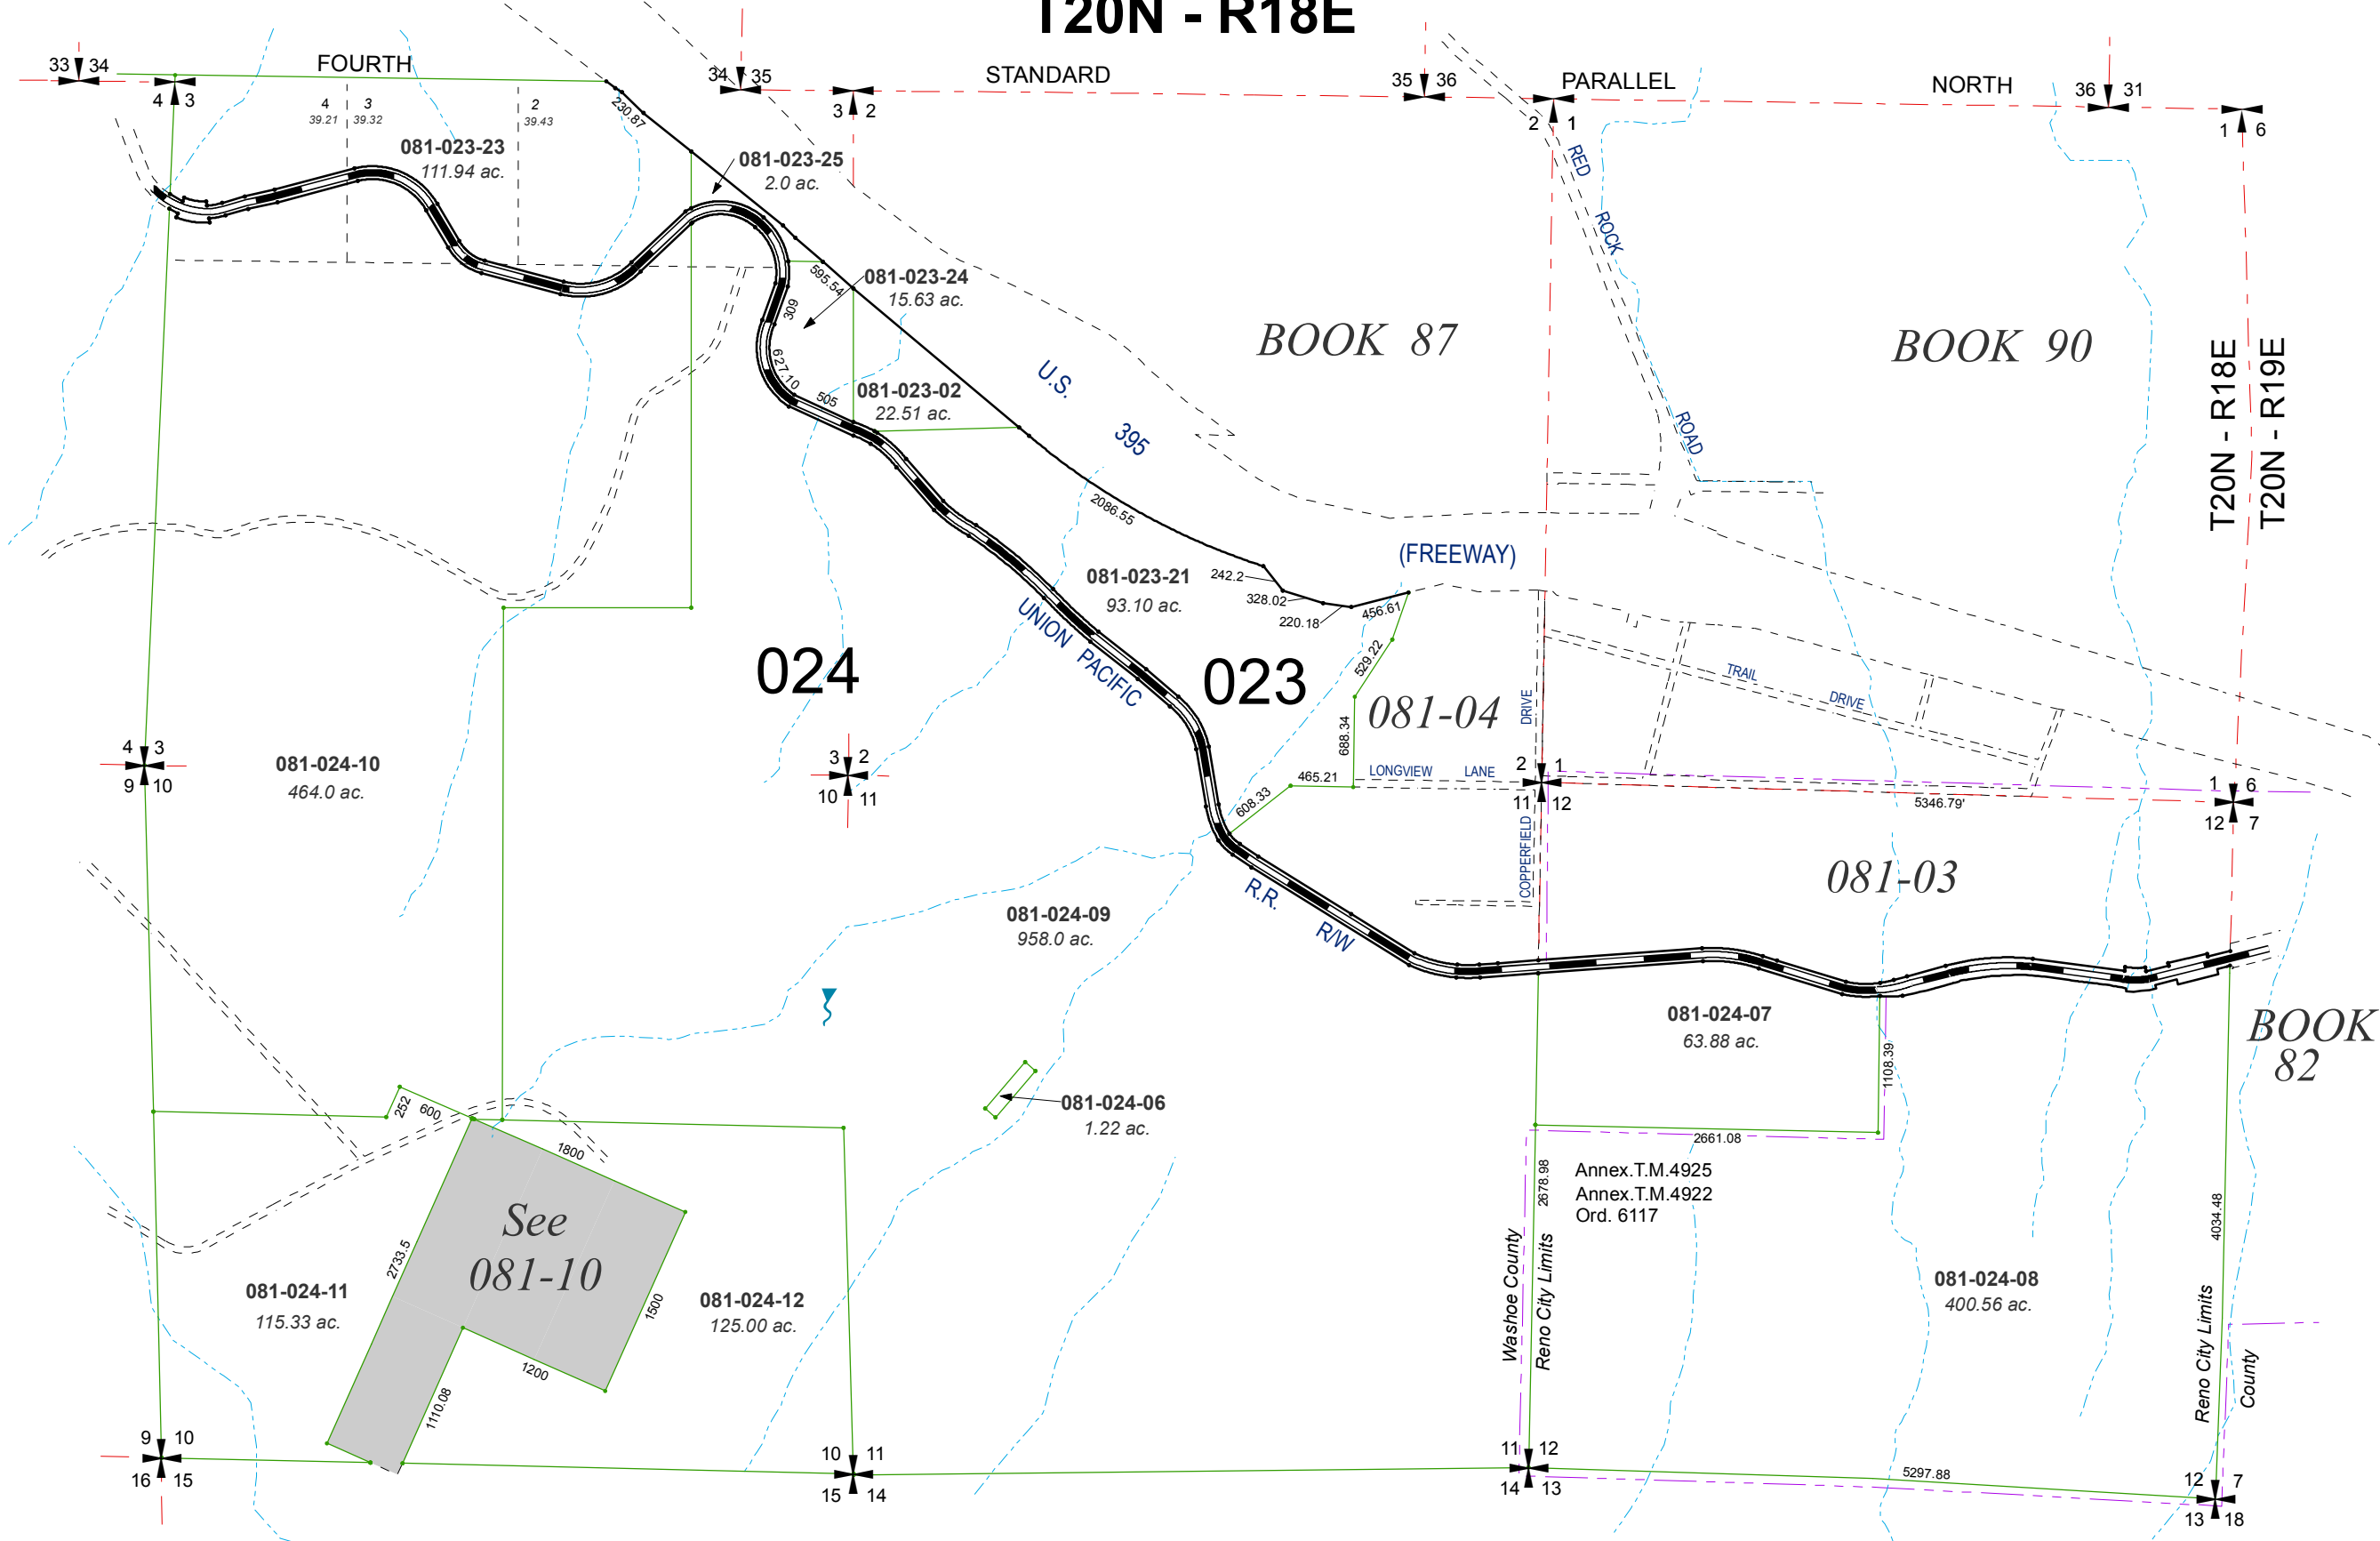 T20N - R18E
FOURTH
STANDARD
PARALLEL
NORTH
33 34
4 3
34 35
3 2
35 36
2 1
36 31
1 6
4
39.21
3
39.32
2
39.43
081-023-23
111.94 ac.
230.87
081-023-25
2.0 ac.
595.54
081-023-24
15.63 ac.
309
627.10
505
081-023-02
22.51 ac.
RED
ROCK
ROAD
BOOK 87
BOOK 90
T20N - R18E
T20N - R19E
U.S.
395
(FREEWAY)
2086.55
081-023-21
93.10 ac.
242.2
328.02
220.18
456.61
529.22
688.34
465.21
608.33
UNION PACIFIC
R.R.
R/W
024
023
081-04
DRIVE
COPPERFIELD
LONGVIEW LANE
TRAIL
DRIVE
4 3
9 10
3 2
10 11
2 1
11 12
5346.79'
1 6
12 7
081-024-10
464.0 ac.
081-03
081-024-09
958.0 ac.
081-024-07
63.88 ac.
1108.39
2661.08
BOOK
82
081-024-06
1.22 ac.
252
600
1800
See
081-10
2733.5
1500
1200
1110.08
081-024-11
115.33 ac.
081-024-12
125.00 ac.
Annex.T.M.4925
Annex.T.M.4922
Ord. 6117
2678.98
Washoe County
Reno City Limits
081-024-08
400.56 ac.
4034.48
Reno City Limits
County
9 10
16 15
10 11
15 14
11 12
14 13
5297.88
12 7
13 18